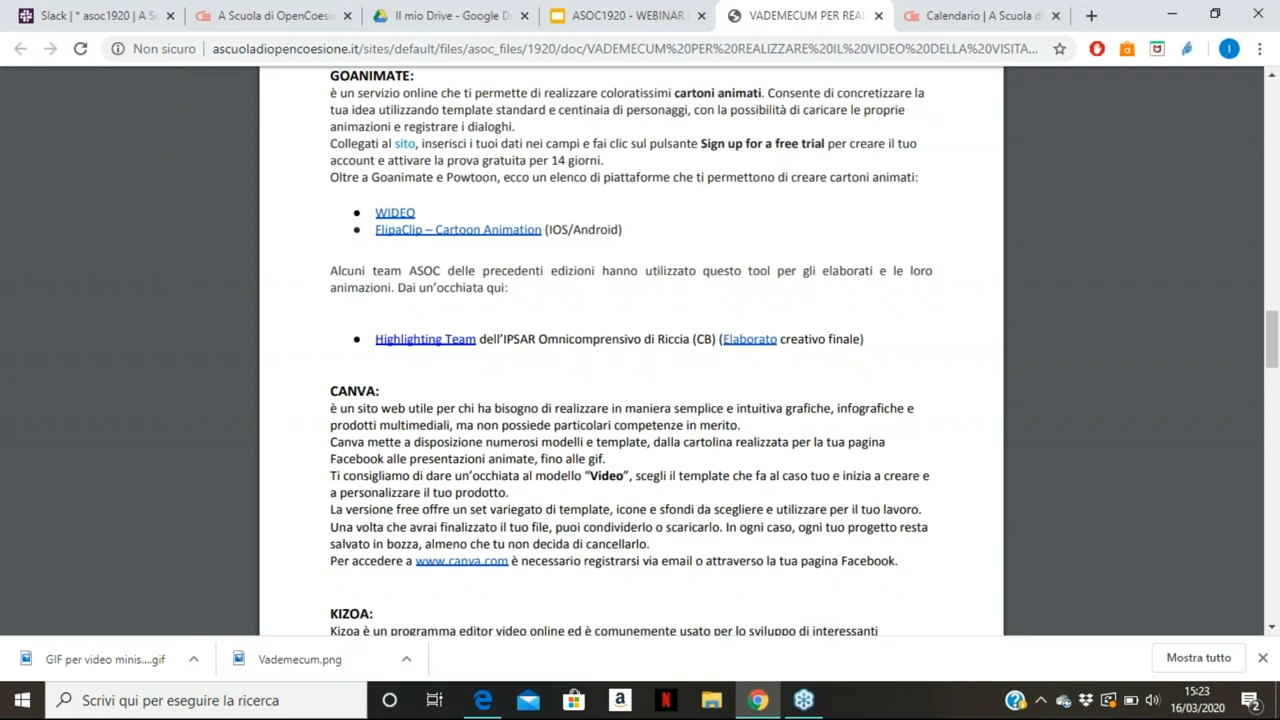 Slack | * asoc1920 | A Sc
A Scuola di OpenCoesion
Il mio Drive - Google D
ASOC1920 - WEBINAR
VADEMECUM PER REAL
Calendario | A Scuola di
Non sicuro
ascuoladiopencoesione.it/sites/default/files/asoc_files/1920/doc/VADEMECUM%20PER%20REALIZZARE%20IL%20VIDEO%20DELLA%20VISITA...
I
GOANIMATE:
è un servizio online che ti permette di realizzare coloratissimi cartoni animati. Consente di concretizzare la
tua idea utilizzando template standard e centinaia di personaggi, con la possibilità di caricare le proprie
animazioni e registrare i dialoghi.
Collegati al sito, inserisci i tuoi dati nei campi e fai clic sul pulsante Sign up for a free trial per creare il tuo
account e attivare la prova gratuita per 14 giorni.
Oltre a Goanimate e Powtoon, ecco un elenco di piattaforme che ti permettono di creare cartoni animati:
● WIDEO
● FlipaClip – Cartoon Animation (IOS/Android)
Alcuni team ASOC delle precedenti edizioni hanno utilizzato questo tool per gli elaborati e le loro
animazioni. Dai un'occhiata qui:
● Highlighting Team dell'IPSAR Omnicomprensivo di Riccia (CB) (Elaborato creativo finale)
CANVA:
è un sito web utile per chi ha bisogno di realizzare in maniera semplice e intuitiva grafiche, infografiche e
prodotti multimediali, ma non possiede particolari competenze in merito.
Canva mette a disposizione numerosi modelli e template, dalla cartolina realizzata per la tua pagina
Facebook alle presentazioni animate, fino alle gif.
Ti consigliamo di dare un'occhiata al modello “Video”, scegli il template che fa al caso tuo e inizia a creare e
a personalizzare il tuo prodotto.
La versione free offre un set variegato di template, icone e sfondi da scegliere e utilizzare per il tuo lavoro.
Una volta che avrai finalizzato il tuo file, puoi condividerlo o scaricarlo. In ogni caso, ogni tuo progetto resta
salvato in bozza, almeno che tu non decida di cancellarlo.
Per accedere a www.canva.com è necessario registrarsi via email o attraverso la tua pagina Facebook.
KIZOA:
Kizoa è un programma editor video online ed è comunemente usato per lo sviluppo di interessanti
GIF per video minis....gif
Vademecum.png
Mostra tutto
Scrivi qui per eseguire la ricerca
15:23
16/03/2020
2